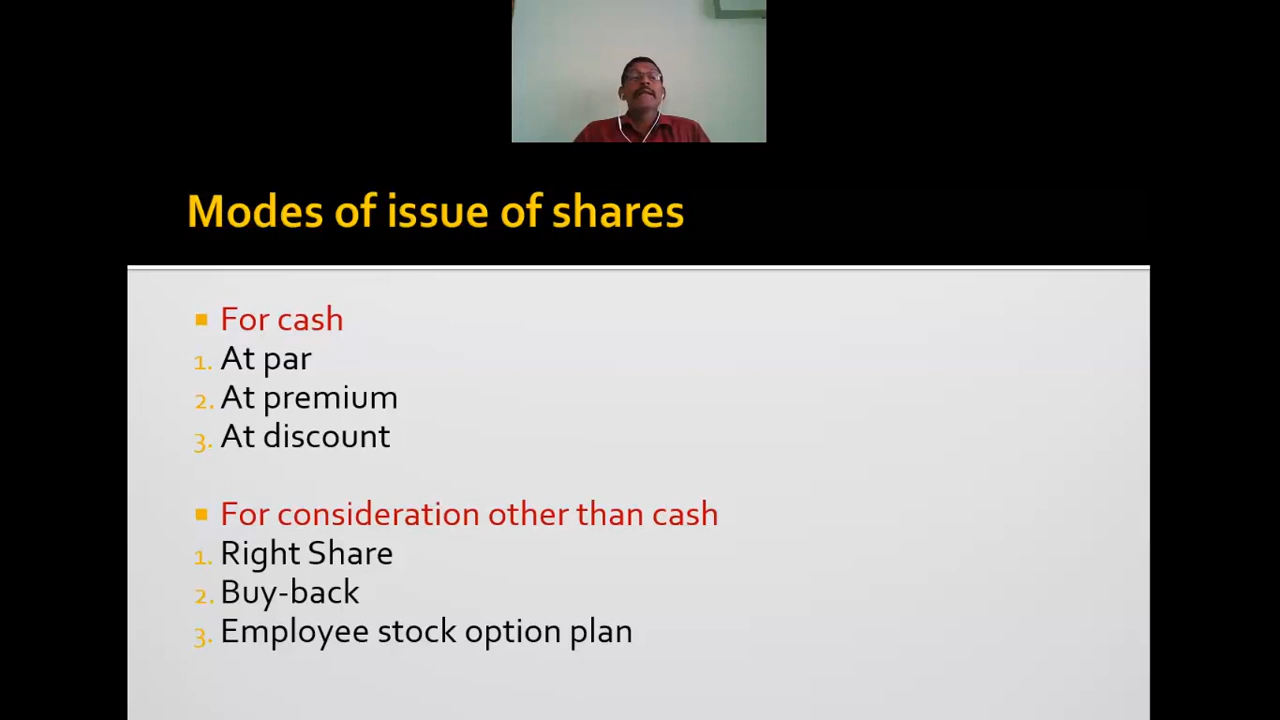 Modes of issue of shares
▪ For cash
1. At par
2. At premium
3. At discount
▪ For consideration other than cash
1. Right Share
2. Buy-back
3. Employee stock option plan